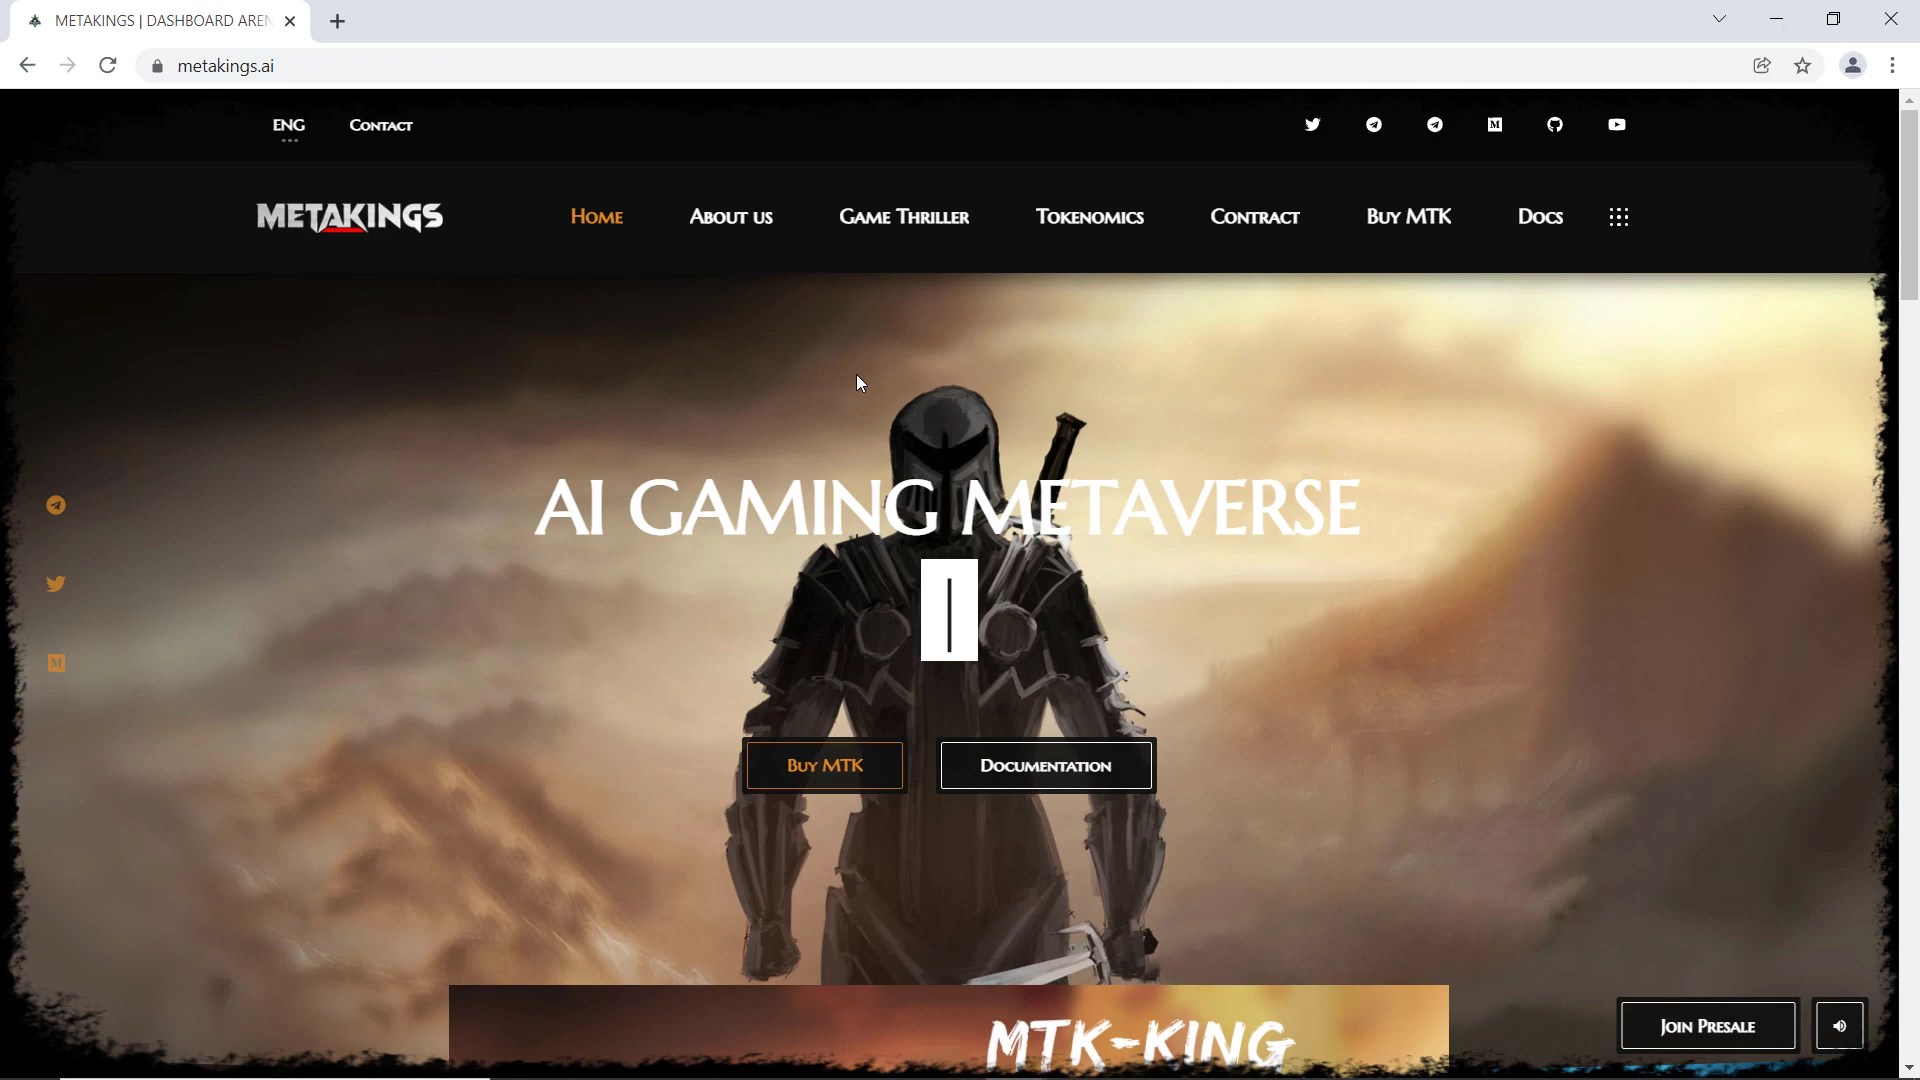 METAKINGS | DASHBOARD AREN
metakings.ai
ENG
Contact
METAKINGS
Home
About us
Game Thriller
Tokenomics
Contract
Buy MTK
Docs
AI GAMING METAVERSE
Buy MTK
Documentation
MTK-KING
Join Presale